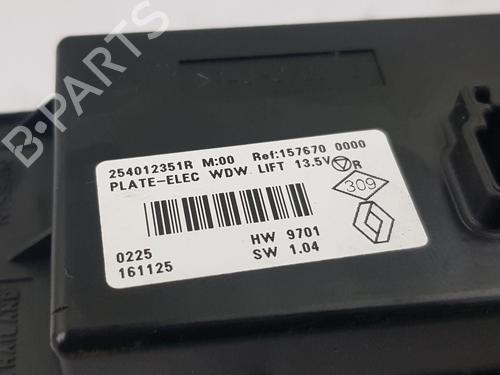 254012351R M:00 Ref:157670 0000
PLATE-ELEC WDW LIFT 13.5V R
309
0225
HW 9701
161125
SW 1.04
B-PARTS